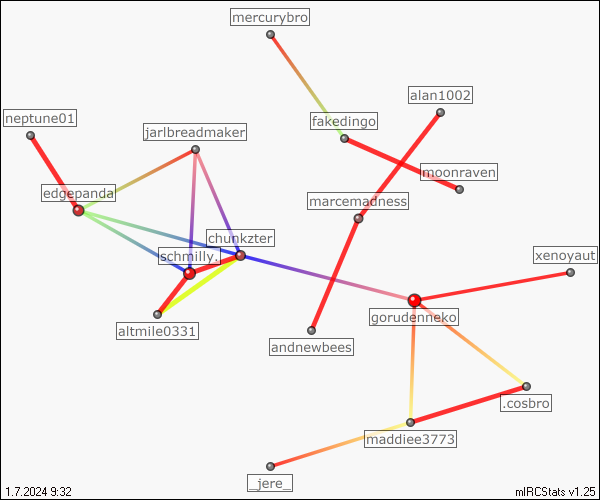 mercurybro
alan1002
neptune01
fakedingo
jarlbreadmaker
moonraven
edgepanda
marcemadness
chunkzter
schmilly.
xenoyaut
gorudenneko
altmile0331
andnewbees
.cosbro
maddiee3773
_jere_
1.7.2024 9:32
mIRCStats v1.25